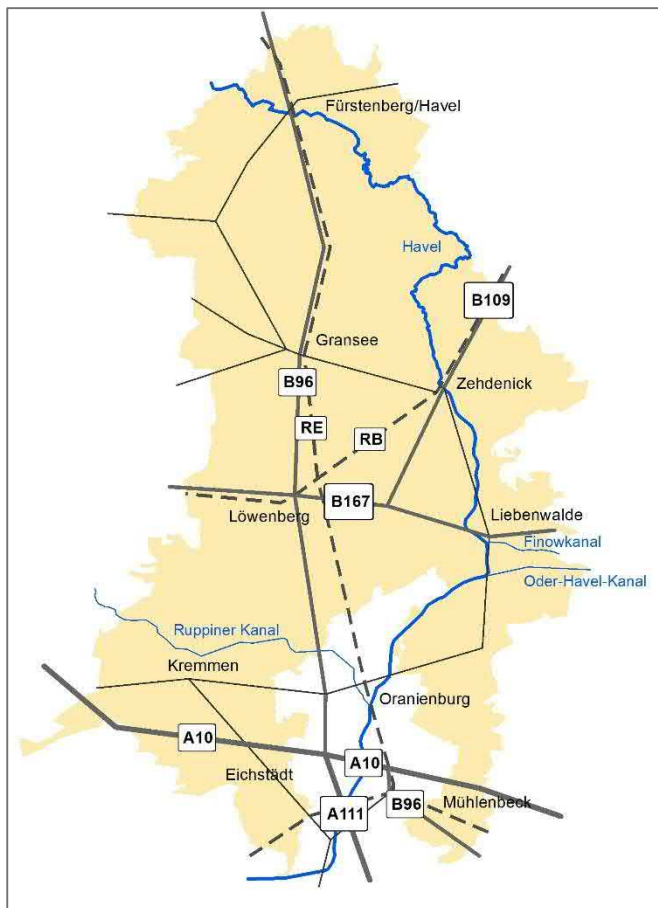 Fürstenberg/Havel
Havel
B109
Gransee
B96
Zehdenick
RE
RB
B167
Löwenberg
Liebenwalde
Finowkanal
Oder-Havel-Kanal
Ruppiner Kanal
Kremmen
Oranienburg
A10
A10
Eichstädt
A111
B96
Mühlenbeck